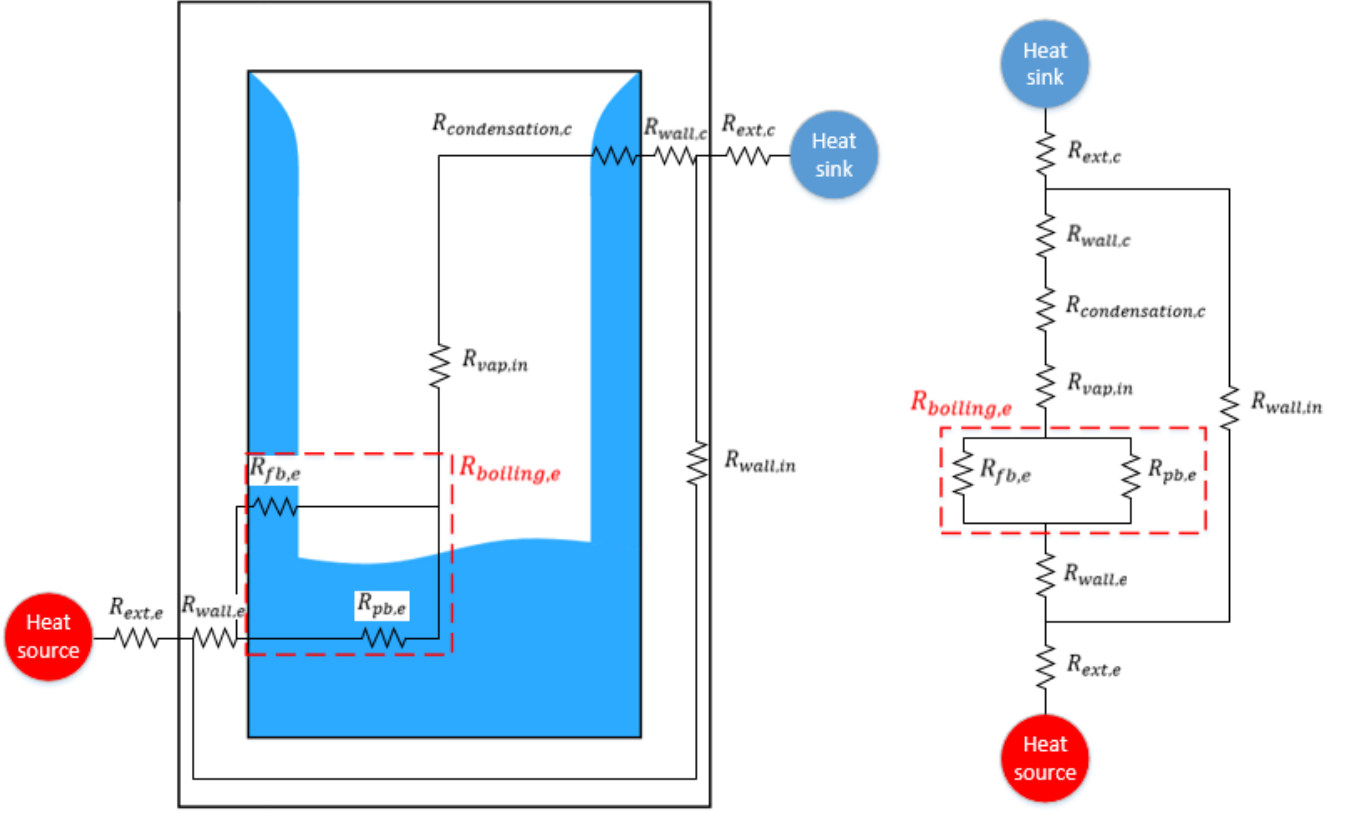 R_condensation,c
R_wall,c
R_ext,c
Heat
sink
R_vap,in
R_fb,e
R_boiling,e
R_wall,in
R_pb,e
R_ext,e
R_wall,e
Heat
source
Heat
sink
R_ext,c
R_wall,c
R_condensation,c
R_vap,in
R_boiling,e
R_wall,in
R_fb,e
R_pb,e
R_wall,e
R_ext,e
Heat
source